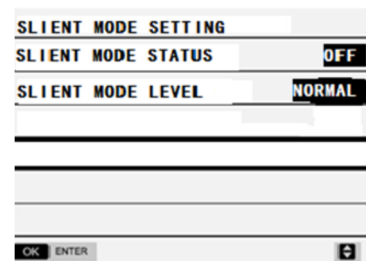 SLIENT MODE SETTING
SLIENT MODE STATUS OFF
SLIENT MODE LEVEL NORMAL
OK ENTER